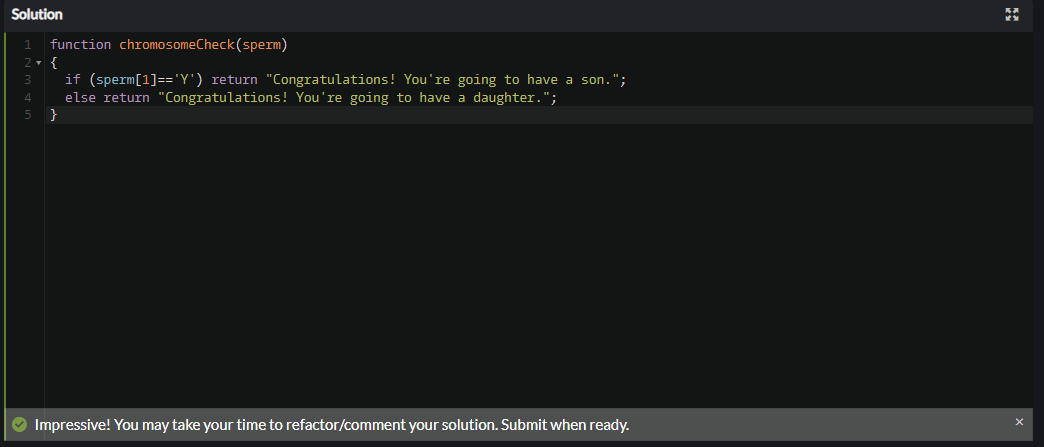 Solution
1 function chromosomeCheck(sperm)
2 {
3   if (sperm[1]=='Y') return "Congratulations! You're going to have a son.";
4   else return "Congratulations! You're going to have a daughter.";
5 }
Impressive! You may take your time to refactor/comment your solution. Submit when ready. ×